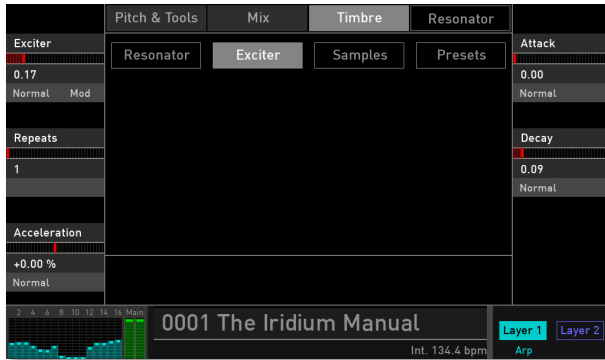 Pitch & Tools Mix Timbre Resonator
Resonator Exciter Samples Presets
Exciter
0.17
Normal Mod
Repeats
1
Acceleration
+0.00 %
Normal
Attack
0.00
Normal
Decay
0.09
Normal
2 4 6 8 10 12 14 16 Main
0001 The Iridium Manual
Int. 134.4 bpm
Layer 1 Layer 2
Arp